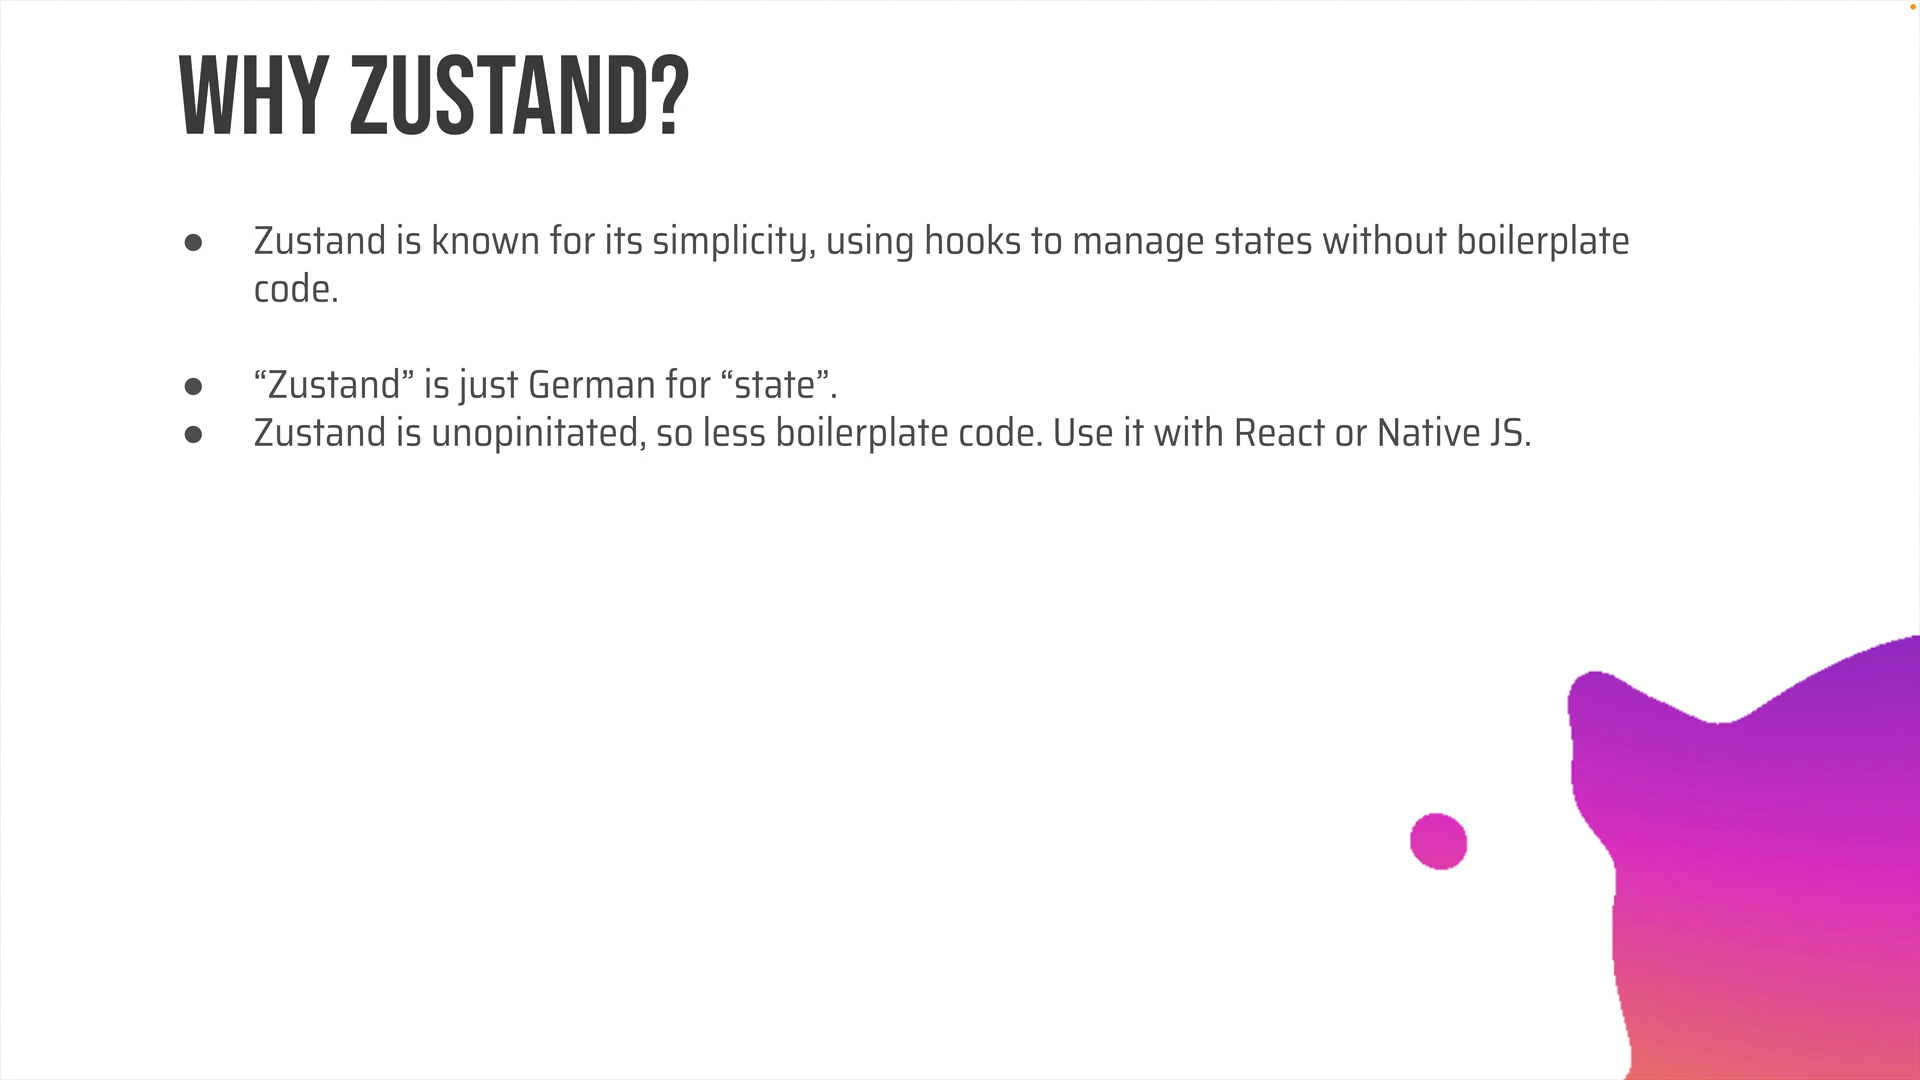 WHY ZUSTAND?
● Zustand is known for its simplicity, using hooks to manage states without boilerplate
code.
● “Zustand” is just German for “state”.
● Zustand is unopinitated, so less boilerplate code. Use it with React or Native JS.